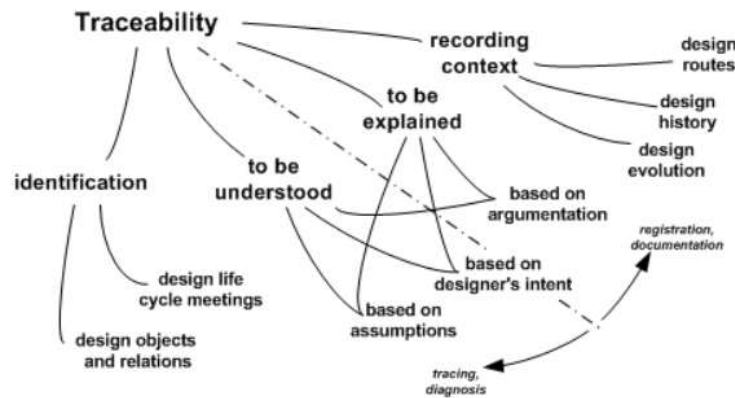 Traceability
recording
context
design
routes
design
history
design
evolution
to be
explained
to be
understood
identification
based on
argumentation
registration,
documentation
based on
designer's intent
design life
cycle meetings
based on
assumptions
design objects
and relations
tracing,
diagnosis